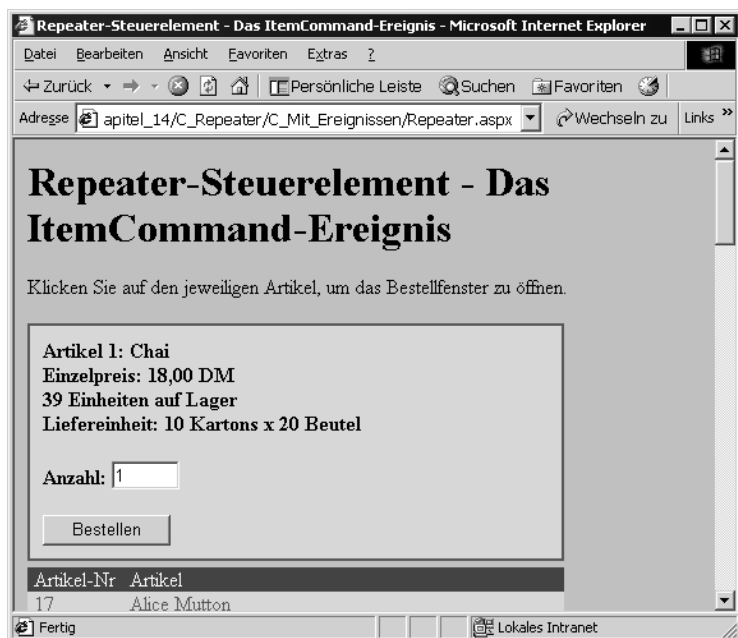 Repeater-Steuerelement - Das ItemCommand-Ereignis - Microsoft Internet Explorer
Datei Bearbeiten Ansicht Favoriten Extras ?
Zurück Persönliche Leiste Suchen Favoriten
Adresse apitel_14/C_Repeater/C_Mit_Ereignissen/Repeater.aspx Wechseln zu Links »
Repeater-Steuerelement - Das
ItemCommand-Ereignis
Klicken Sie auf den jeweiligen Artikel, um das Bestellfenster zu öffnen.
Artikel 1: Chai
Einzelpreis: 18,00 DM
39 Einheiten auf Lager
Liefereinheit: 10 Kartons x 20 Beutel
Anzahl: 1
Bestellen
Artikel-Nr Artikel
17 Alice Mutton
Fertig Lokales Intranet